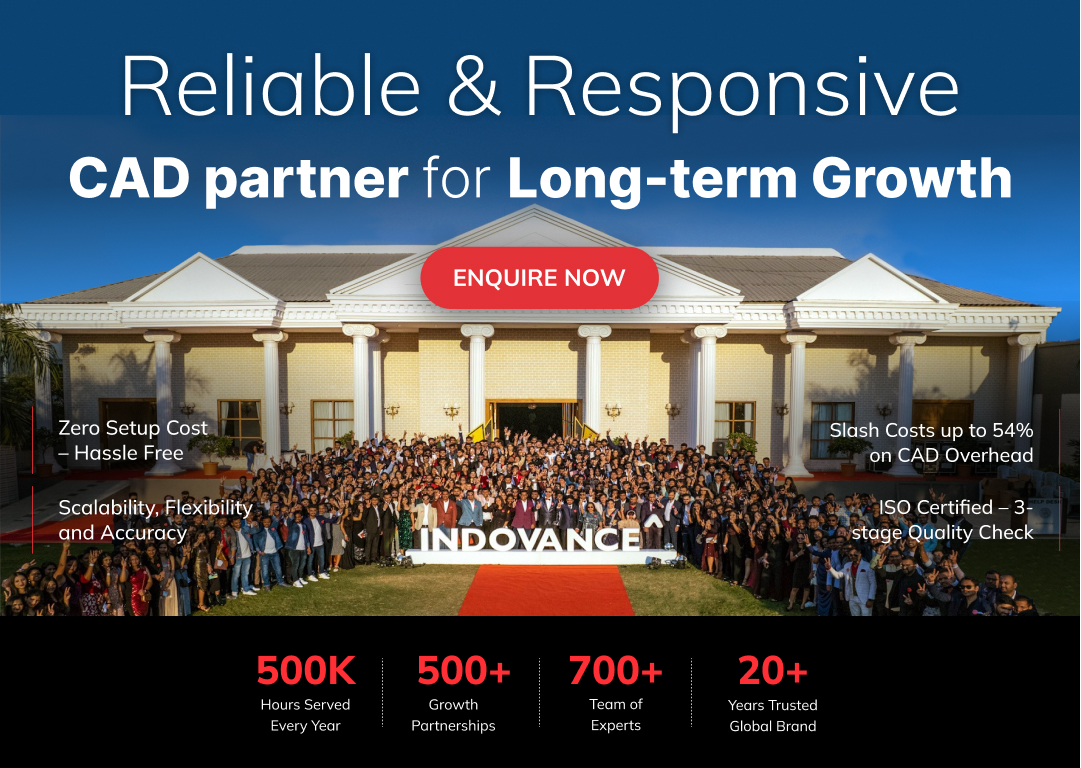 Reliable & Responsive
CAD partner for Long-term Growth
ENQUIRE NOW
Zero Setup Cost
– Hassle Free
Scalability, Flexibility
and Accuracy
Slash Costs up to 54%
on CAD Overhead
ISO Certified – 3-
stage Quality Check
INDOVANCE
500K
Hours Served
Every Year
500+
Growth
Partnerships
700+
Team of
Experts
20+
Years Trusted
Global Brand